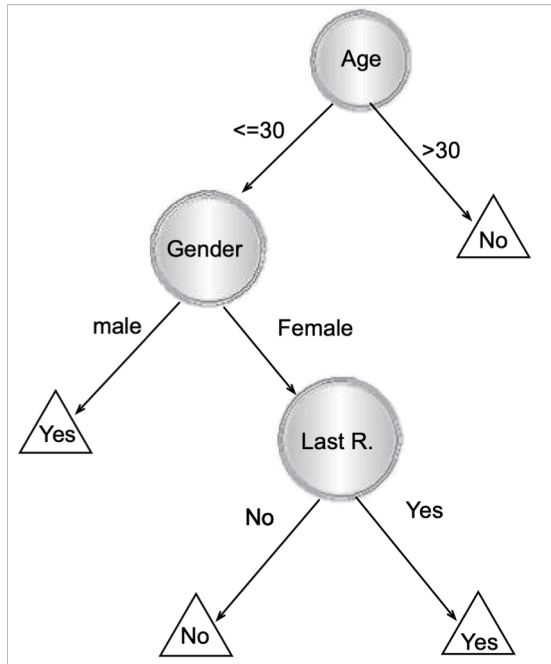 Age
<=30
>30
Gender
No
male
Female
Yes
Last R.
No
Yes
No
Yes